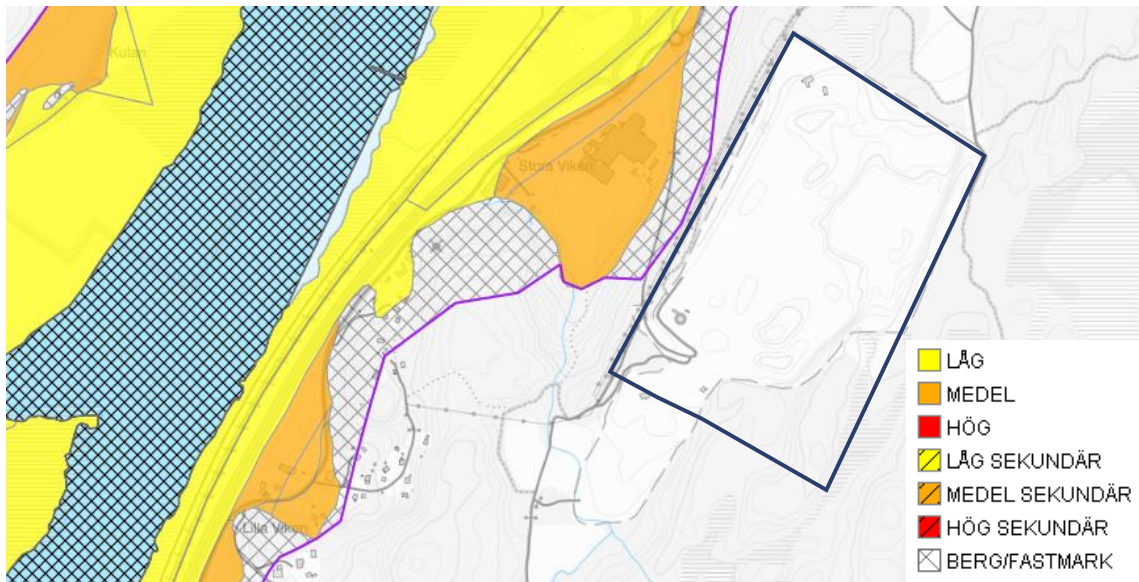 Kulan
Stora Viken
Lilla Viken
LÅG
MEDEL
HÖG
LÅG SEKUNDÄR
MEDEL SEKUNDÄR
HÖG SEKUNDÄR
BERG/FASTMARK